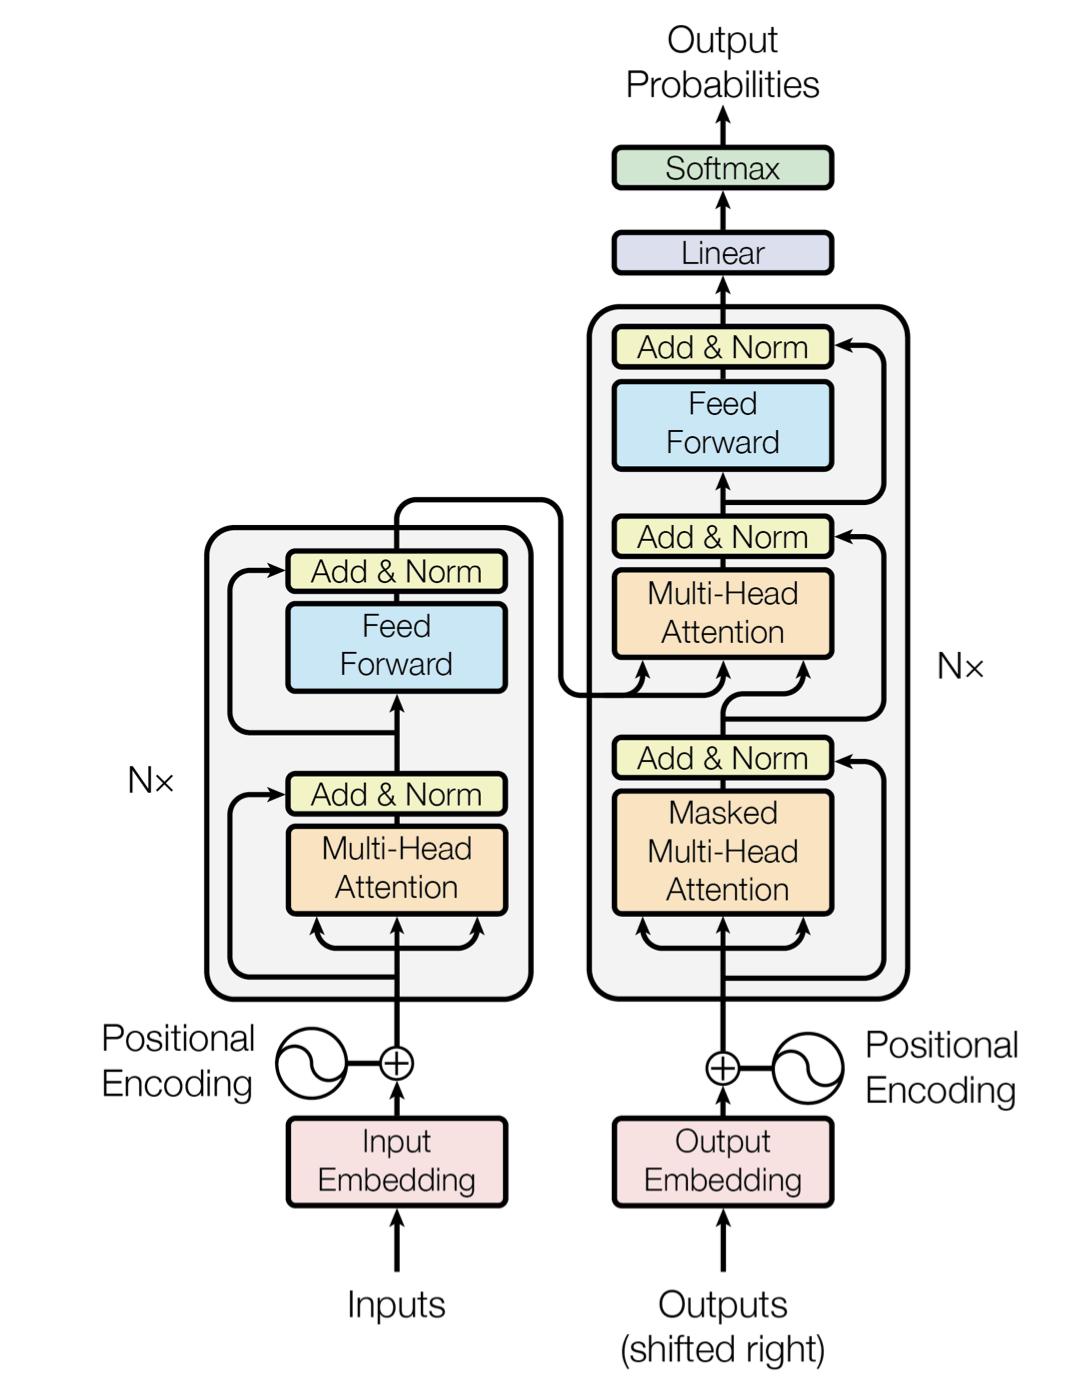 Output
Probabilities
Softmax
Linear
Add & Norm
Feed
Forward
Add & Norm
Multi-Head
Attention
Add & Norm
Masked
Multi-Head
Attention
N×
Add & Norm
Feed
Forward
Add & Norm
Multi-Head
Attention
N×
Positional
Encoding
Positional
Encoding
Input
Embedding
Output
Embedding
Inputs
Outputs
(shifted right)